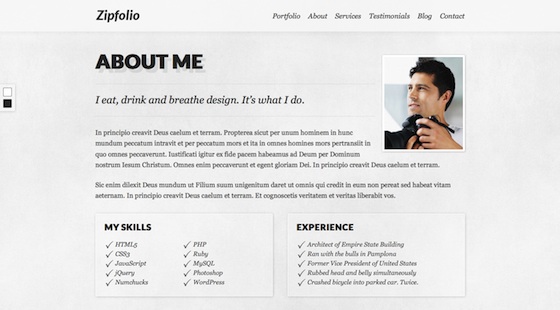 Zipfolio
Portfolio About Services Testimonials Blog Contact
ABOUT ME
I eat, drink and breathe design. It's what I do.
In principio creavit Deus caelum et terram. Propterea sicut per unum hominem in hunc
mundum peccatum intravit et per peccatum mors et ita in omnes homines mors pertransiit in
quo omnes peccaverunt. Iustificati igitur ex fide pacem habeamus ad Deum per Dominum
nostrum Iesum Christum. Omnes enim peccaverunt et egent gloriam Dei. In principio creavit Deus caelum et terram.
Sic enim dilexit Deus mundum ut Filium suum unigenitum daret ut omnis qui credit in eum non pereat sed habeat vitam
aeternam. In principio creavit Deus caelum et terram. Et cognoscetis veritatem et veritas liberabit vos.
MY SKILLS
HTML5
CSS3
JavaScript
jQuery
Numchucks
PHP
Ruby
MySQL
Photoshop
WordPress
EXPERIENCE
Architect of Empire State Building
Ran with the bulls in Pamplona
Former Vice President of United States
Rubbed head and belly simultaneously
Crashed bicycle into parked car. Twice.